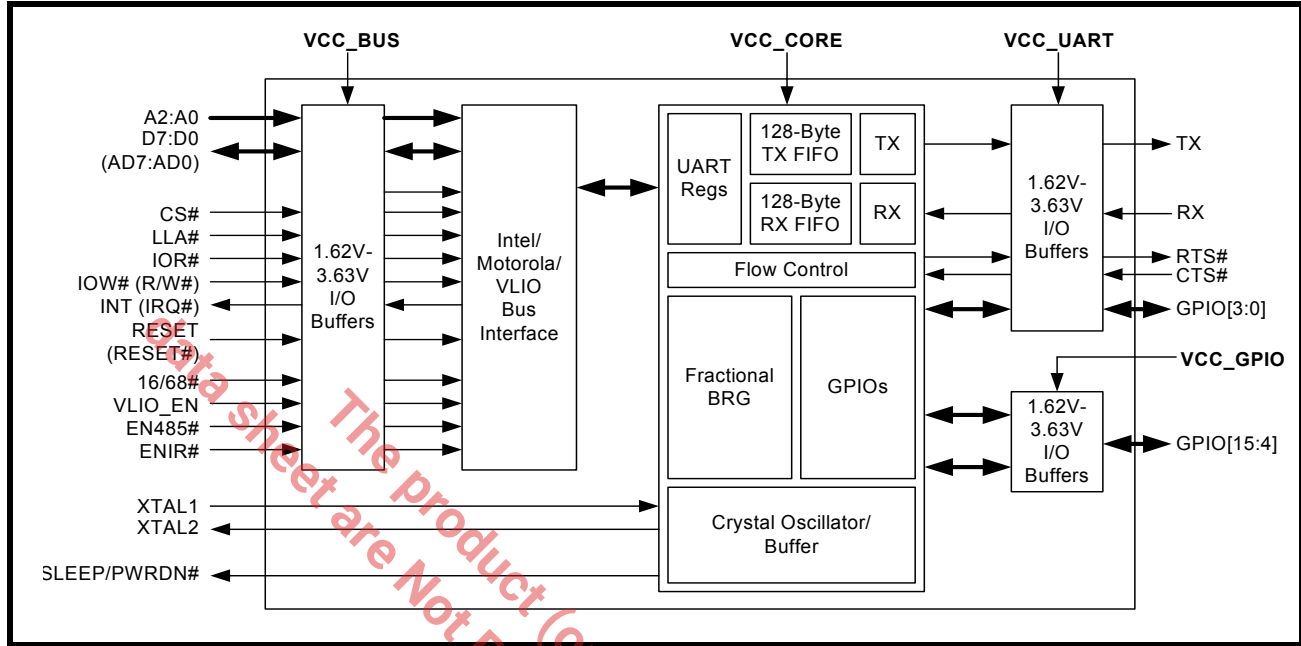 VCC_BUS
VCC_CORE
VCC_UART
A2:A0
D7:D0
(AD7:AD0)
CS#
LLA#
IOR#
IOW# (R/W#)
INT (IRQ#)
RESET
(RESET#)
16/68#
VLIO_EN
EN485#
ENIR#
XTAL1
XTAL2
SLEEP/PWRDN#
1.62V-
3.63V
I/O
Buffers
Intel/
Motorola/
VLIO
Bus
Interface
UART
Regs
128-Byte
TX FIFO
TX
128-Byte
RX FIFO
RX
Flow Control
Fractional
BRG
GPIOs
Crystal Oscillator/
Buffer
1.62V-
3.63V
I/O
Buffers
TX
RX
RTS#
CTS#
GPIO[3:0]
VCC_GPIO
1.62V-
3.63V
I/O
Buffers
GPIO[15:4]
The product (
data sheet are Not